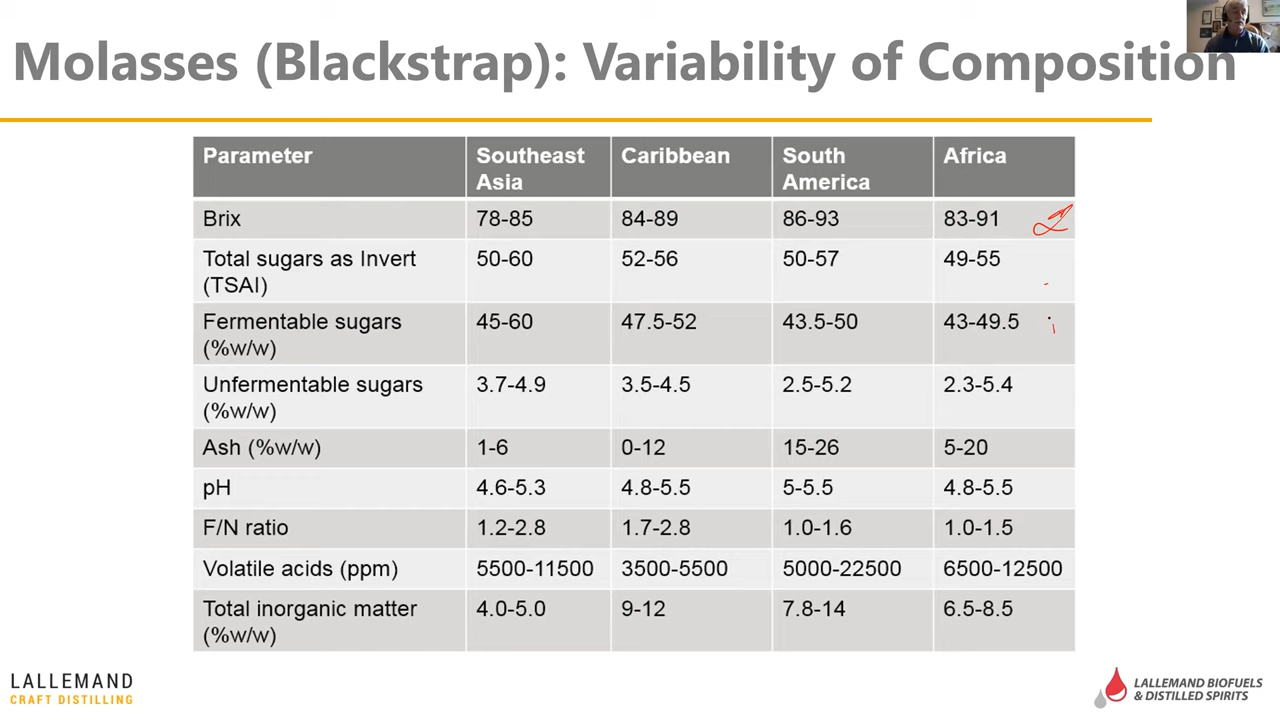 Molasses (Blackstrap): Variability of Composition
Parameter Southeast Asia Caribbean South America Africa
Brix 78-85 84-89 86-93 83-91
Total sugars as Invert (TSAI) 50-60 52-56 50-57 49-55
Fermentable sugars (%w/w) 45-60 47.5-52 43.5-50 43-49.5
Unfermentable sugars (%w/w) 3.7-4.9 3.5-4.5 2.5-5.2 2.3-5.4
Ash (%w/w) 1-6 0-12 15-26 5-20
pH 4.6-5.3 4.8-5.5 5-5.5 4.8-5.5
F/N ratio 1.2-2.8 1.7-2.8 1.0-1.6 1.0-1.5
Volatile acids (ppm) 5500-11500 3500-5500 5000-22500 6500-12500
Total inorganic matter (%w/w) 4.0-5.0 9-12 7.8-14 6.5-8.5
LALLEMAND
CRAFT DISTILLING
LALLEMAND BIOFUELS
& DISTILLED SPIRITS